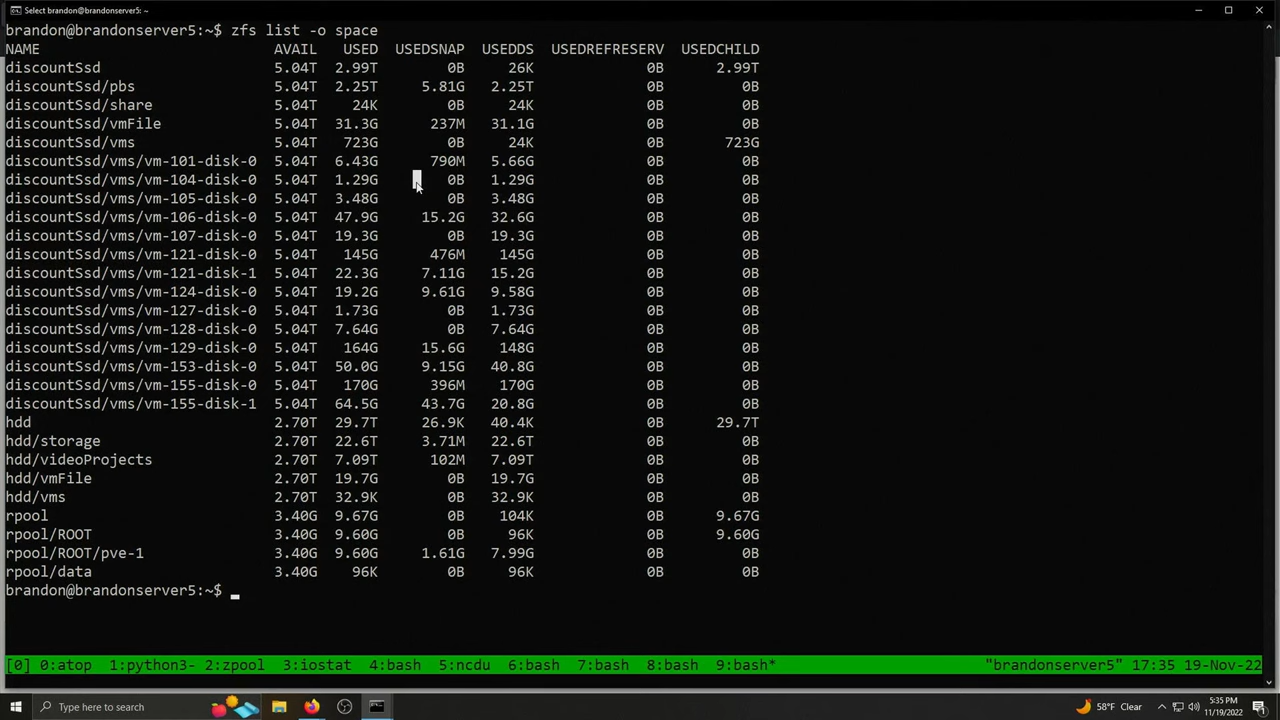 Select brandon@brandonserver5: ~
brandon@brandonserver5:~$ zfs list -o space
NAME AVAIL USED USEDSNAP USEDDS USEDREFRESERV USEDCHILD
discountSsd 5.04T 2.99T 0B 26K 0B 2.99T
discountSsd/pbs 5.04T 2.25T 5.81G 2.25T 0B 0B
discountSsd/share 5.04T 24K 0B 24K 0B 0B
discountSsd/vmFile 5.04T 31.3G 237M 31.1G 0B 0B
discountSsd/vms 5.04T 723G 0B 24K 0B 723G
discountSsd/vms/vm-101-disk-0 5.04T 6.43G 790M 5.66G 0B 0B
discountSsd/vms/vm-104-disk-0 5.04T 1.29G 0B 1.29G 0B 0B
discountSsd/vms/vm-105-disk-0 5.04T 3.48G 0B 3.48G 0B 0B
discountSsd/vms/vm-106-disk-0 5.04T 47.9G 15.2G 32.6G 0B 0B
discountSsd/vms/vm-107-disk-0 5.04T 19.3G 0B 19.3G 0B 0B
discountSsd/vms/vm-121-disk-0 5.04T 145G 476M 145G 0B 0B
discountSsd/vms/vm-121-disk-1 5.04T 22.3G 7.11G 15.2G 0B 0B
discountSsd/vms/vm-124-disk-0 5.04T 19.2G 9.61G 9.58G 0B 0B
discountSsd/vms/vm-127-disk-0 5.04T 1.73G 0B 1.73G 0B 0B
discountSsd/vms/vm-128-disk-0 5.04T 7.64G 0B 7.64G 0B 0B
discountSsd/vms/vm-129-disk-0 5.04T 164G 15.6G 148G 0B 0B
discountSsd/vms/vm-153-disk-0 5.04T 50.0G 9.15G 40.8G 0B 0B
discountSsd/vms/vm-155-disk-0 5.04T 170G 396M 170G 0B 0B
discountSsd/vms/vm-155-disk-1 5.04T 64.5G 43.7G 20.8G 0B 0B
hdd 2.70T 29.7T 26.9K 40.4K 0B 29.7T
hdd/storage 2.70T 22.6T 3.71M 22.6T 0B 0B
hdd/videoProjects 2.70T 7.09T 102M 7.09T 0B 0B
hdd/vmFile 2.70T 19.7G 0B 19.7G 0B 0B
hdd/vms 2.70T 32.9K 0B 32.9K 0B 0B
rpool 3.40G 9.67G 0B 104K 0B 9.67G
rpool/ROOT 3.40G 9.60G 0B 96K 0B 9.60G
rpool/ROOT/pve-1 3.40G 9.60G 1.61G 7.99G 0B 0B
rpool/data 3.40G 96K 0B 96K 0B 0B
brandon@brandonserver5:~$
[0] 0:atop 1:python3- 2:zpool 3:iostat 4:bash 5:ncdu 6:bash 7:bash 8:bash 9:bash* "brandonserver5" 17:35 19-Nov-22
Type here to search 58°F Clear 5:35 PM
11/19/2022